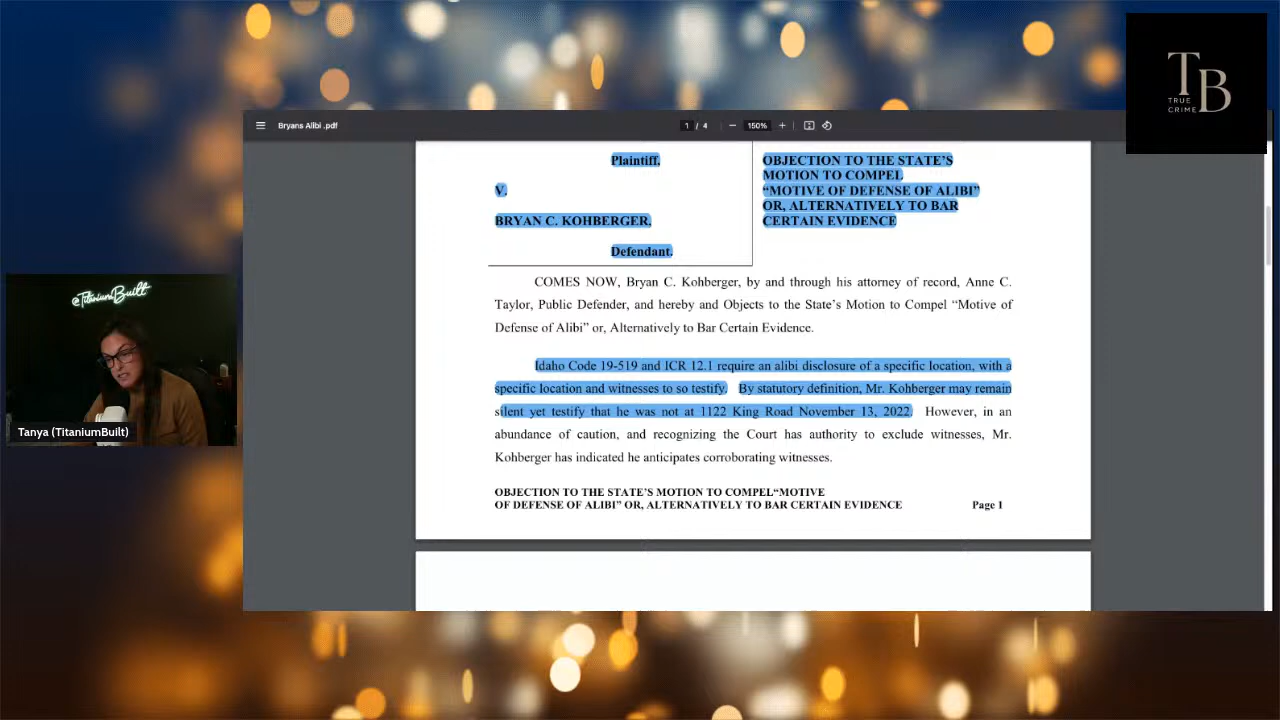 TB
TRUE
CRIME
Bryans Alibi .pdf
1 / 4
150%
Plaintiff,
V.
BRYAN C. KOHBERGER,
Defendant.
OBJECTION TO THE STATE'S
MOTION TO COMPEL
“MOTIVE OF DEFENSE OF ALIBI”
OR, ALTERNATIVELY TO BAR
CERTAIN EVIDENCE
COMES NOW, Bryan C. Kohberger, by and through his attorney of record, Anne C.
Taylor, Public Defender, and hereby and Objects to the State's Motion to Compel “Motive of
Defense of Alibi” or, Alternatively to Bar Certain Evidence.
Idaho Code 19-519 and ICR 12.1 require an alibi disclosure of a specific location, with a
specific location and witnesses to so testify. By statutory definition, Mr. Kohberger may remain
silent yet testify that he was not at 1122 King Road November 13, 2022. However, in an
abundance of caution, and recognizing the Court has authority to exclude witnesses, Mr.
Kohberger has indicated he anticipates corroborating witnesses.
OBJECTION TO THE STATE'S MOTION TO COMPEL“MOTIVE
OF DEFENSE OF ALIBI” OR, ALTERNATIVELY TO BAR CERTAIN EVIDENCE Page 1
@TitaniumBuilt
Tanya (TitaniumBuilt)